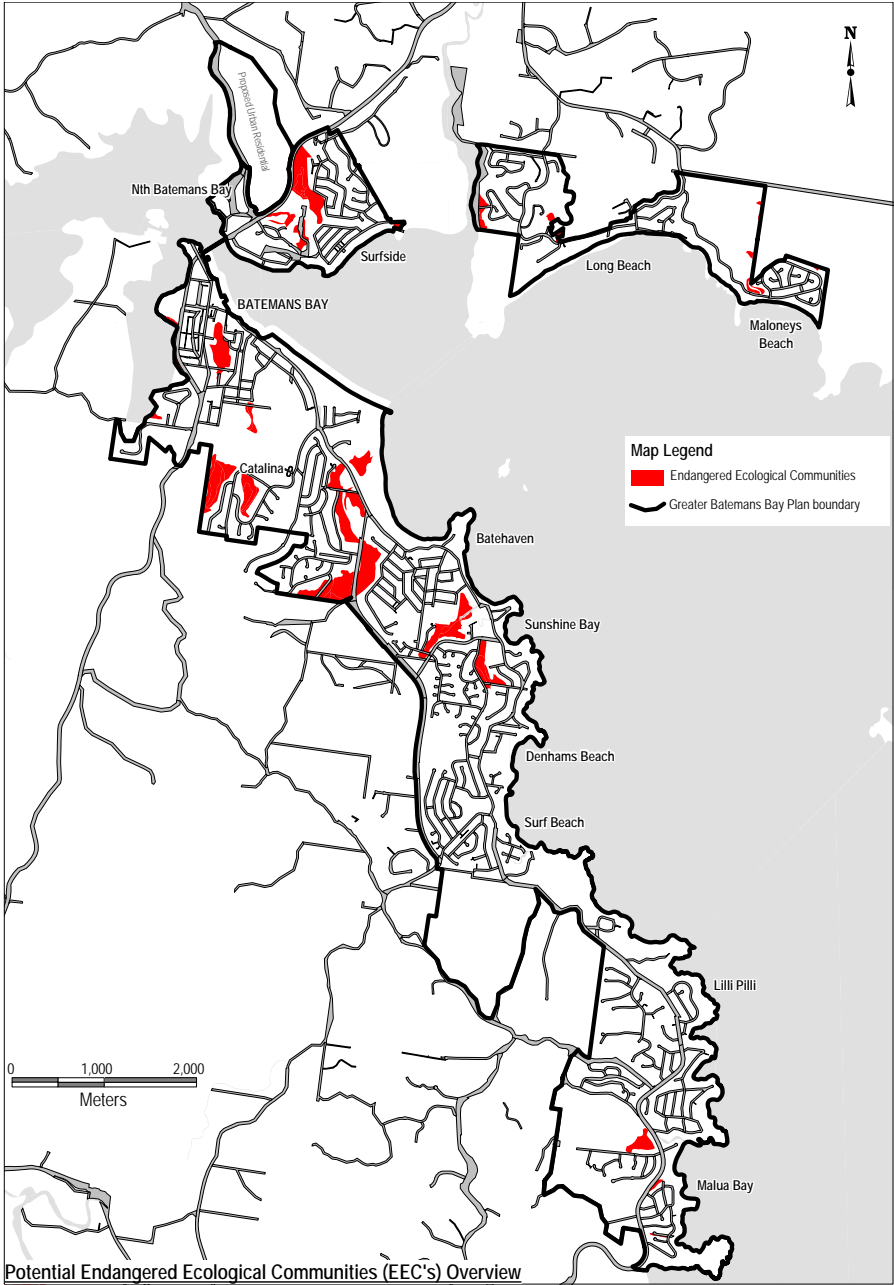 N
Proposed Urban Residential
Nth Batemans Bay
Surfside
Long Beach
BATEMANS BAY
Maloneys
Beach
Map Legend
Endangered Ecological Communities
Greater Batemans Bay Plan boundary
Catalina
Batehaven
Sunshine Bay
Denhams Beach
Surf Beach
Lilli Pilli
0 1,000 2,000
Meters
Malua Bay
Potential Endangered Ecological Communities (EEC's) Overview